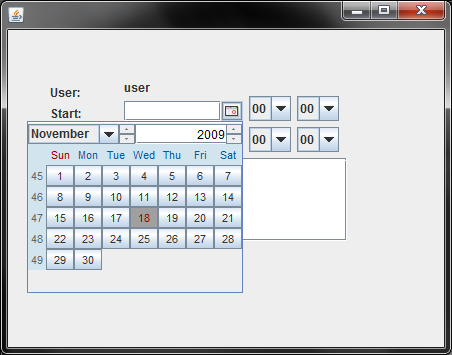 User: user
Start: 00 00
November 2009 00 00
Sun Mon Tue Wed Thu Fri Sat
45 1 2 3 4 5 6 7
46 8 9 10 11 12 13 14
47 15 16 17 18 19 20 21
48 22 23 24 25 26 27 28
49 29 30